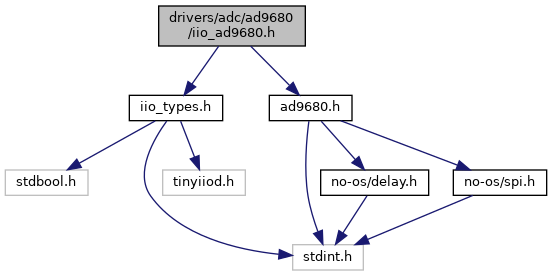 drivers/adc/ad9680
/iio_ad9680.h
iio_types.h
ad9680.h
stdbool.h
tinyiiod.h
no-os/delay.h
no-os/spi.h
stdint.h